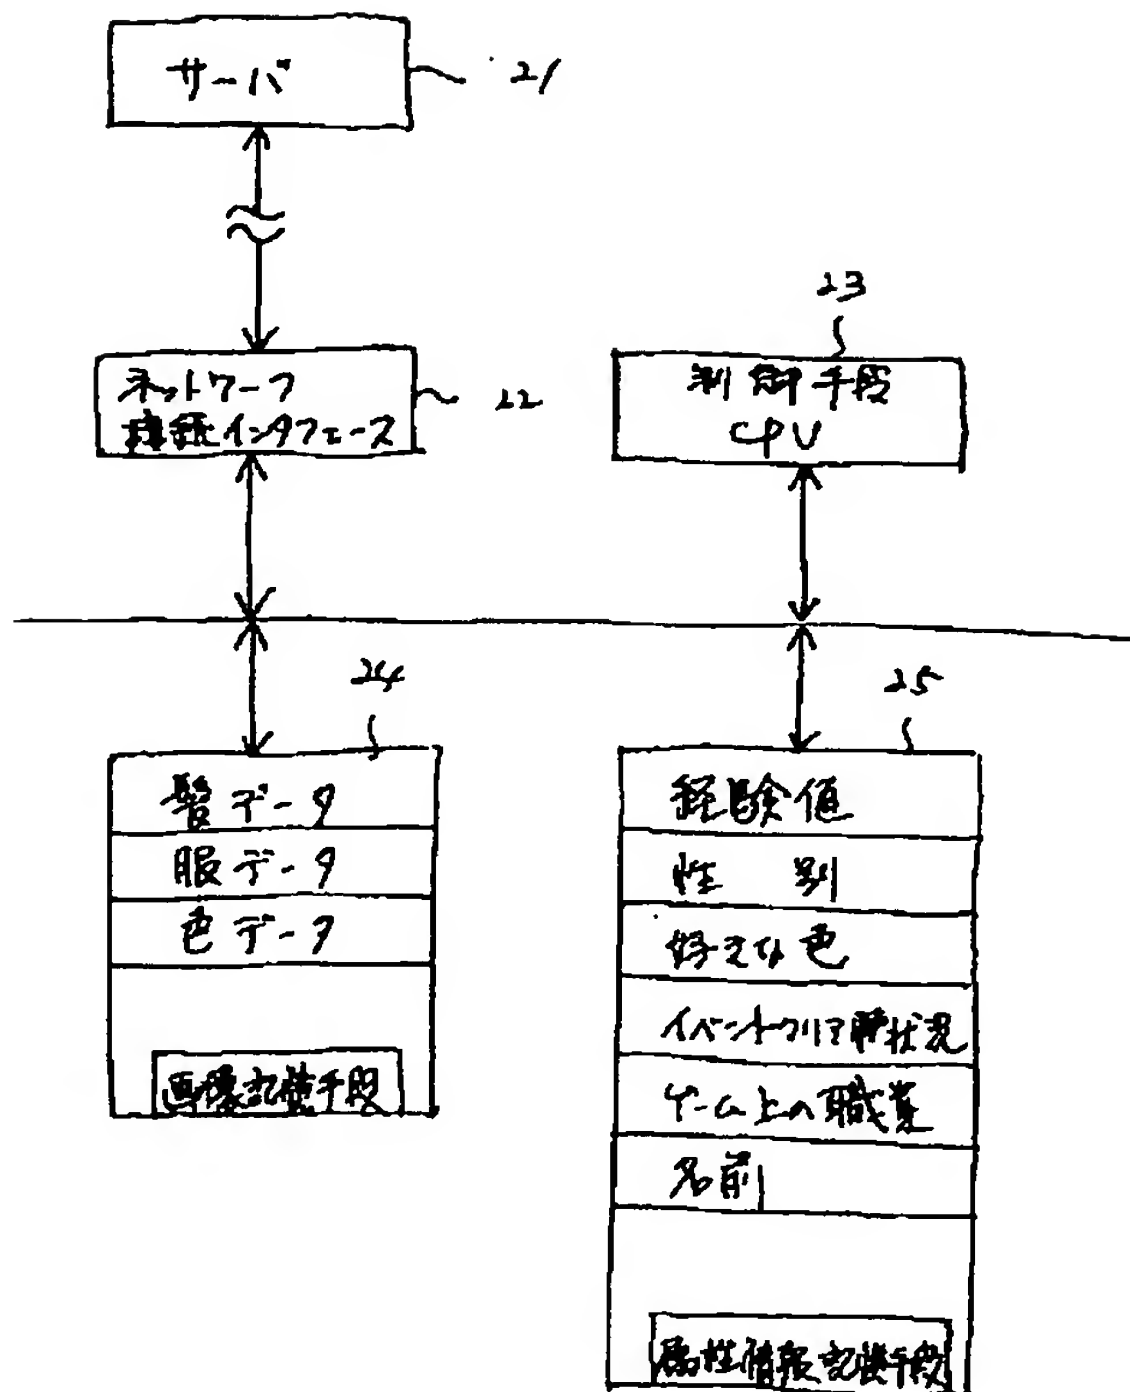 サーバ
21
ネットワーク
接続インタフェース
22
23
制御手段
CPU
24
髪データ
服データ
色データ
画像記憶手段
25
経験値
性別
好きな色
イベントクリア状況
ゲーム上の職業
名前
属性情報記憶手段